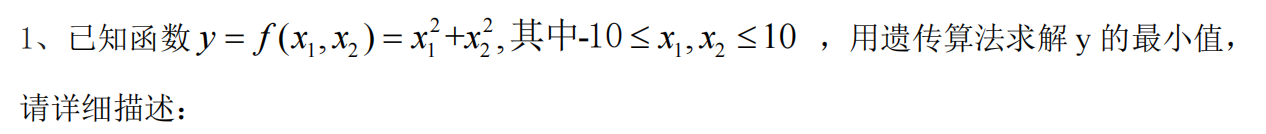 1、已知函数 y = f(x₁,x₂) = x₁²+x₂²,其中-10 ≤ x₁,x₂ ≤10 ，用遗传算法求解 y 的最小值，
请详细描述：